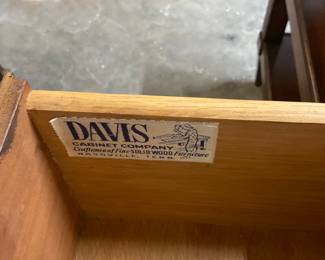 DAVIS
CABINET COMPANY
Craftsmen of Fine SOLID WOOD Furniture
NASHVILLE, TENN.